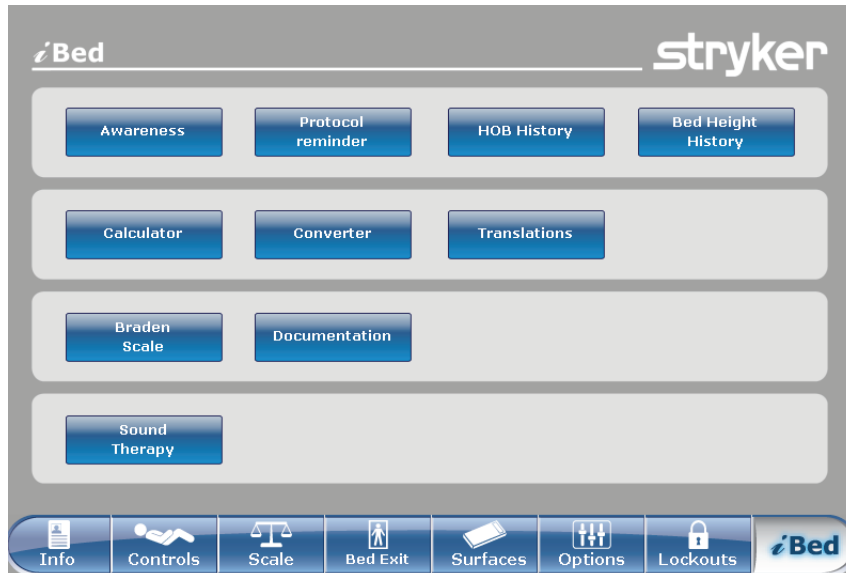 iBed
stryker
Awareness
Protocol
reminder
HOB History
Bed Height
History
Calculator
Converter
Translations
Braden
Scale
Documentation
Sound
Therapy
Info
Controls
Scale
Bed Exit
Surfaces
Options
Lockouts
iBed